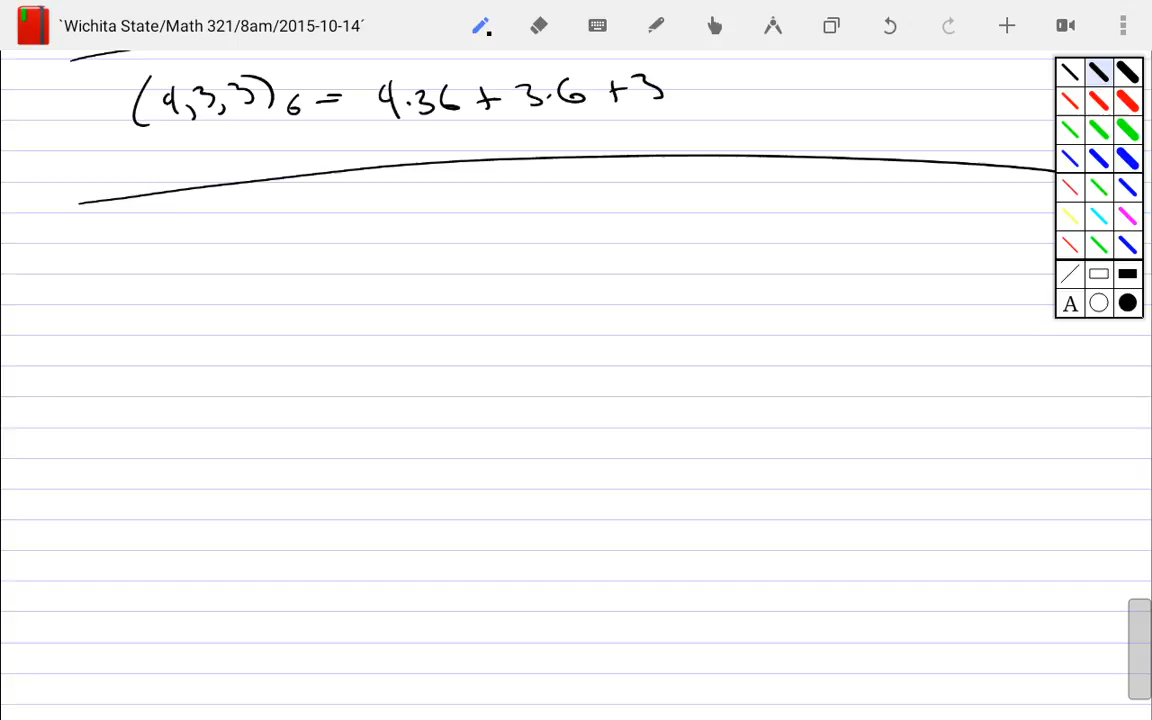 `Wichita State/Math 321/8am/2015-10-14´
(4,3,3)₆ = 4·36 + 3·6 + 3
A